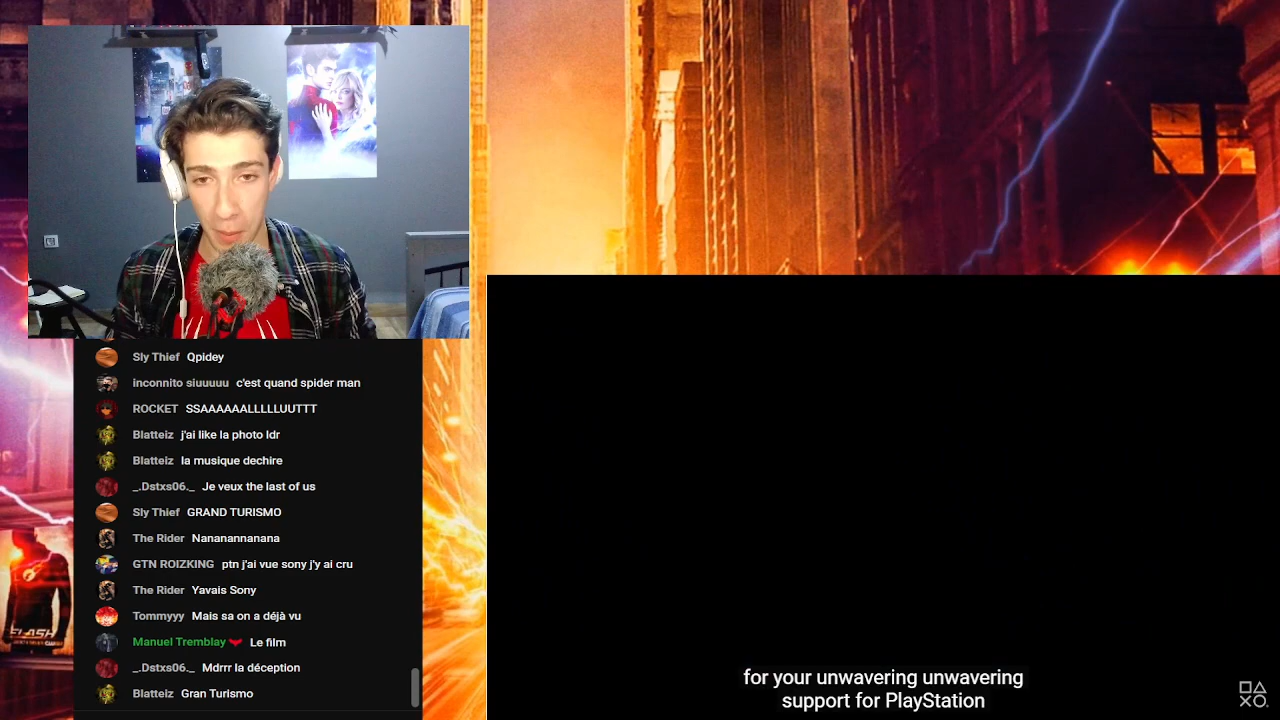 Sly Thief Qpidey
inconnito siuuuuu c'est quand spider man
ROCKET SSAAAAAALLLLLUUTTT
Blatteiz j'ai like la photo ldr
Blatteiz la musique dechire
_.Dstxs06._ Je veux the last of us
Sly Thief GRAND TURISMO
The Rider Nananannanana
GTN ROIZKING ptn j'ai vue sony j'y ai cru
The Rider Yavais Sony
Tommyyy Mais sa on a déjà vu
Manuel Tremblay Le film
_.Dstxs06._ Mdrrr la déception
Blatteiz Gran Turismo
FLASH
for your unwavering unwavering
support for PlayStation